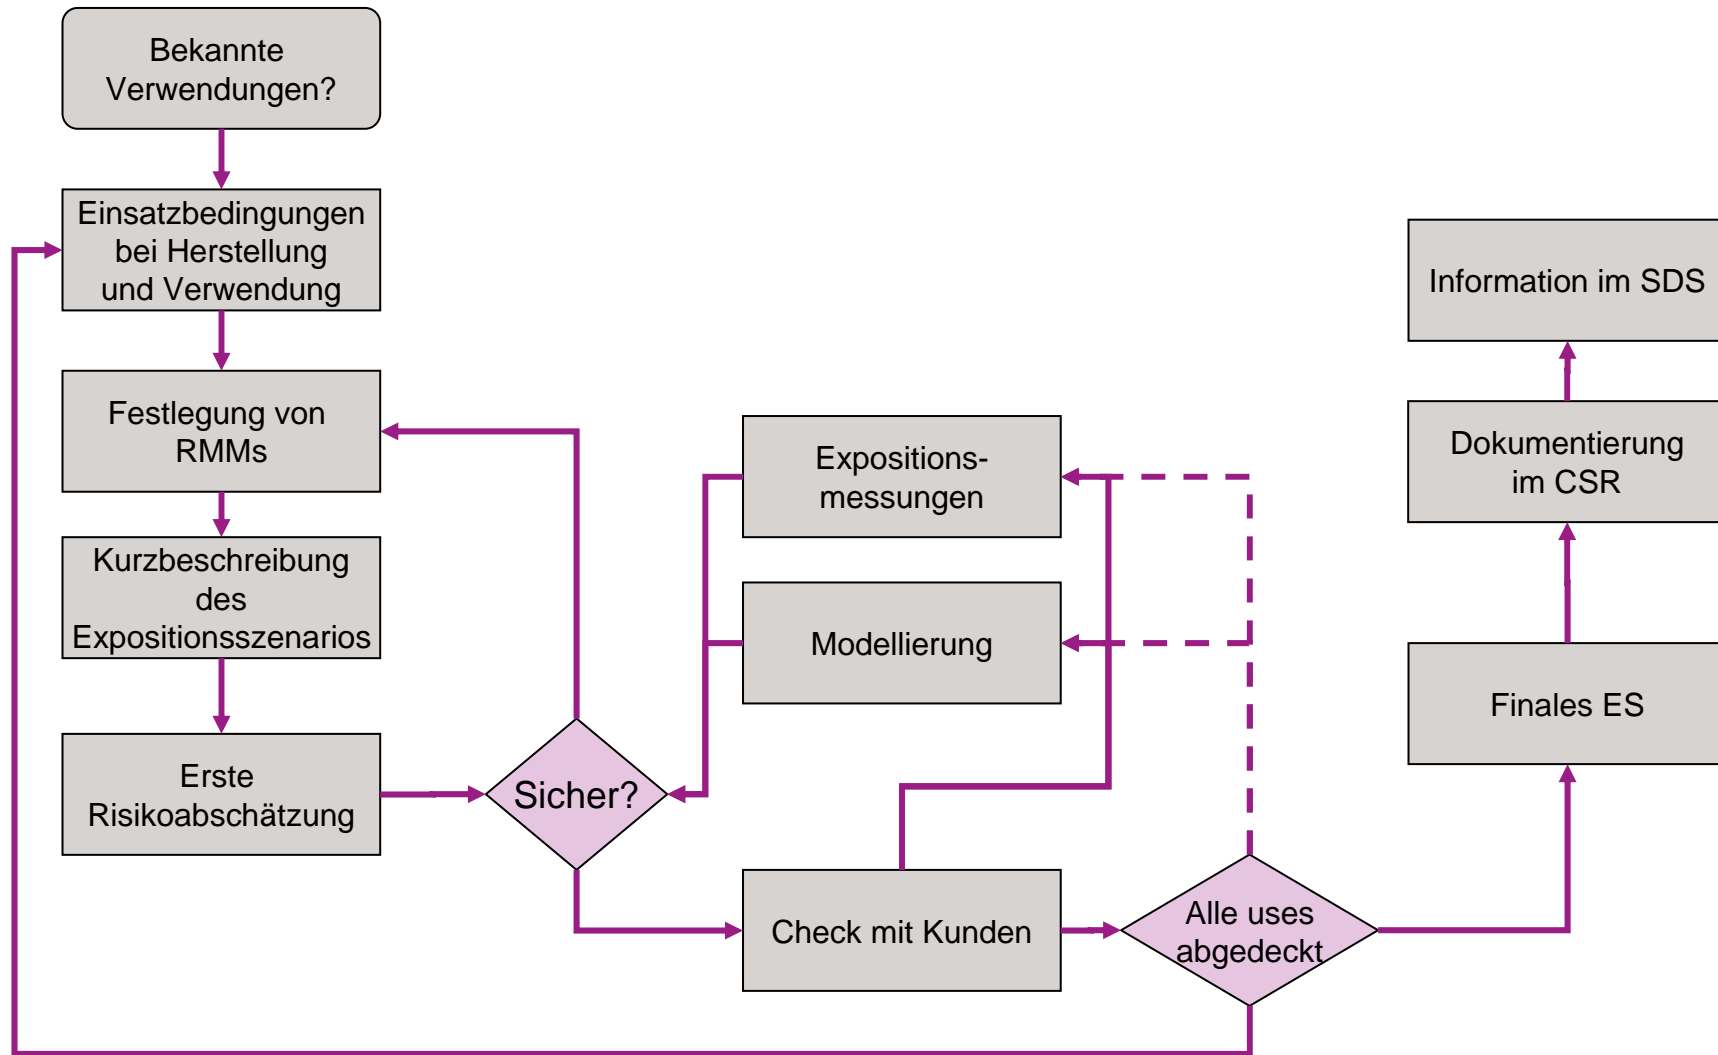 Bekannte
Verwendungen?
Einsatzbedingungen
bei Herstellung
und Verwendung
Festlegung von
RMMs
Kurzbeschreibung
des
Expositionsszenarios
Erste
Risikoabschätzung
Sicher?
Expositions-
messungen
Modellierung
Check mit Kunden
Alle uses
abgedeckt
Information im SDS
Dokumentierung
im CSR
Finales ES